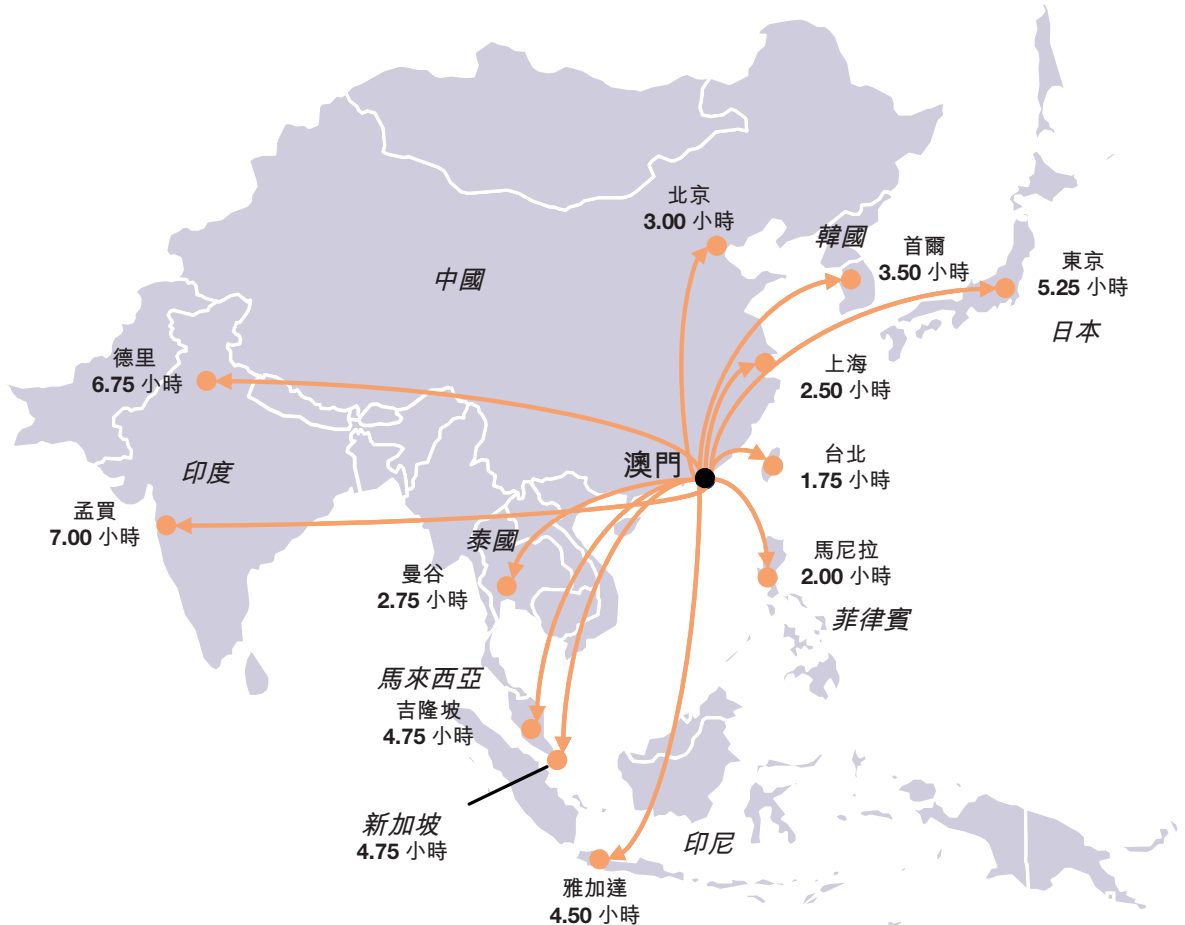 北京
3.00 小時
韓國
首爾
3.50 小時
東京
5.25 小時
日本
中國
德里
6.75 小時
上海
2.50 小時
澳門
台北
1.75 小時
印度
孟買
7.00 小時
泰國
曼谷
2.75 小時
馬尼拉
2.00 小時
菲律賓
馬來西亞
吉隆坡
4.75 小時
新加坡
4.75 小時
印尼
雅加達
4.50 小時